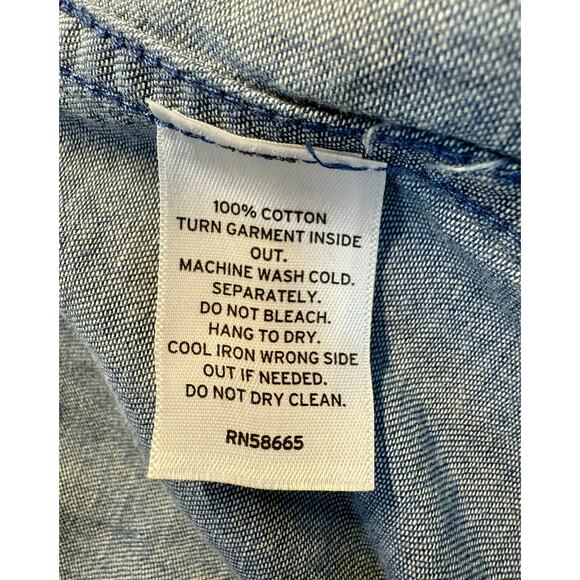 100% COTTON
TURN GARMENT INSIDE
OUT.
MACHINE WASH COLD.
SEPARATELY.
DO NOT BLEACH.
HANG TO DRY.
COOL IRON WRONG SIDE
OUT IF NEEDED.
DO NOT DRY CLEAN.
RN58665